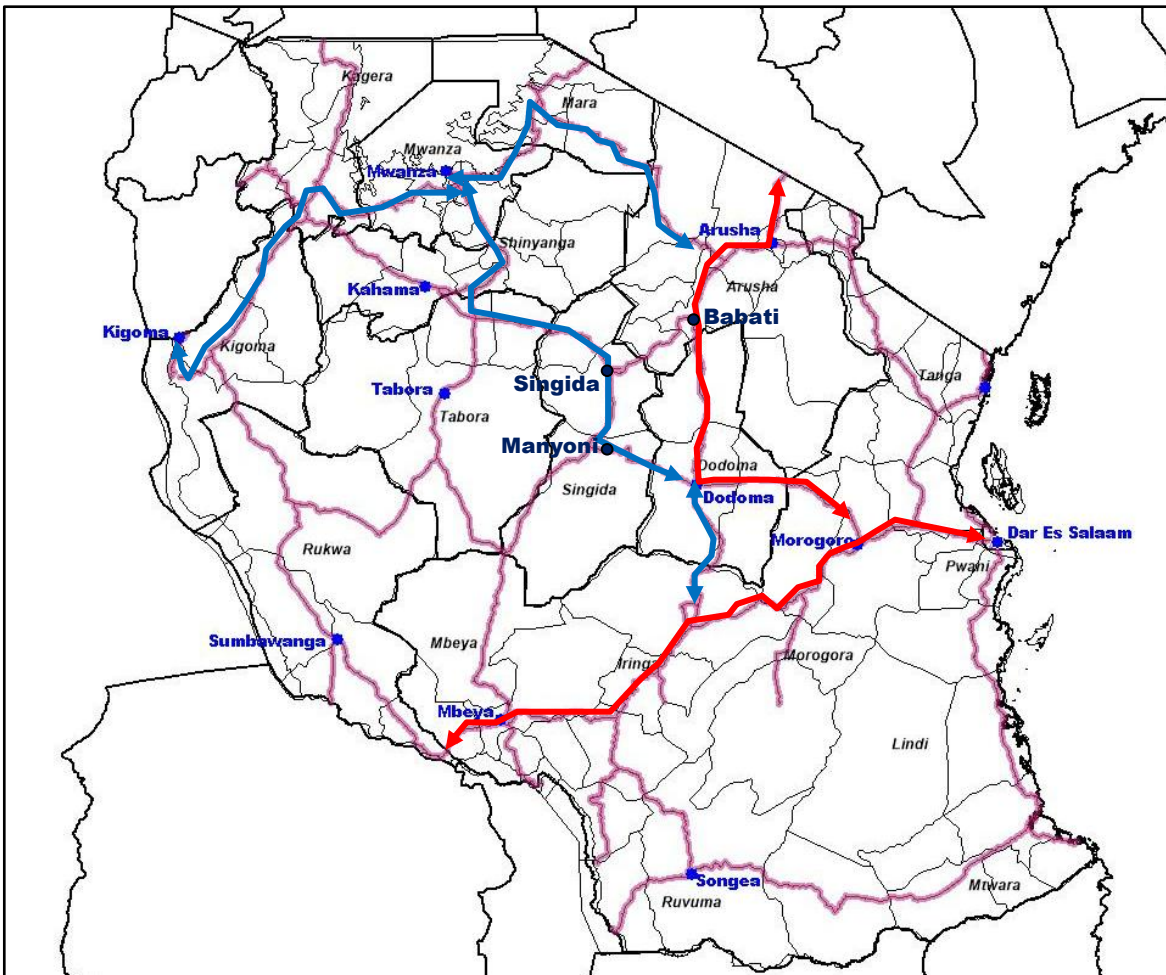 Kagera
Mara
Mwanza
Mwanza
Shinyanga
Arusha
Arusha
Kahama
Babati
Kigoma
Kigoma
Singida
Tanga
Tabora
Tabora
Manyoni
Dodoma
Singida
Dodoma
Dar Es Salaam
Morogoro
Rukwa
Pwani
Sumbawanga
Mbeya
Iringa
Morogora
Mbeya
Lindi
Songea
Mtwara
Ruvuma